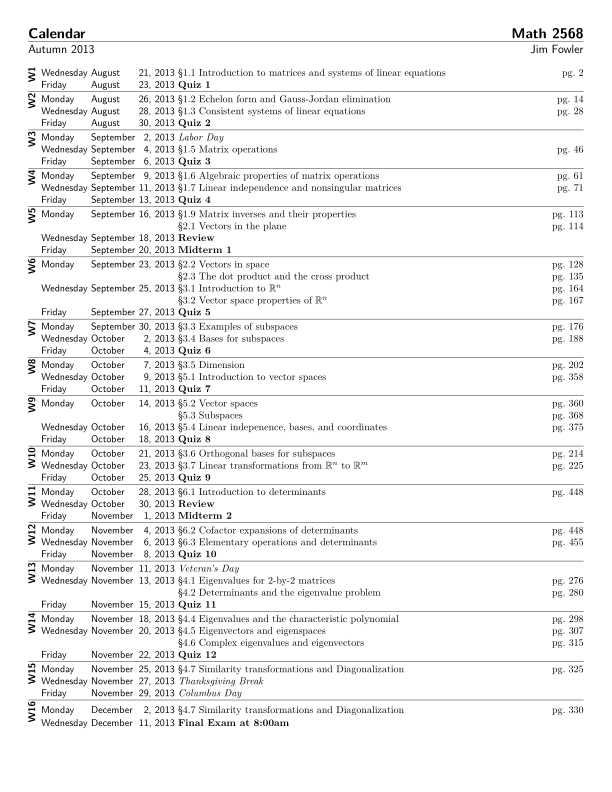 Calendar Math 2568
Autumn 2013 Jim Fowler
W1 Wednesday August 21, 2013 §1.1 Introduction to matrices and systems of linear equations pg. 2
Friday August 23, 2013 Quiz 1
W2 Monday August 26, 2013 §1.2 Echelon form and Gauss-Jordan elimination pg. 14
Wednesday August 28, 2013 §1.3 Consistent systems of linear equations pg. 28
Friday August 30, 2013 Quiz 2
W3 Monday September 2, 2013 Labor Day
Wednesday September 4, 2013 §1.5 Matrix operations pg. 46
Friday September 6, 2013 Quiz 3
W4 Monday September 9, 2013 §1.6 Algebraic properties of matrix operations pg. 61
Wednesday September 11, 2013 §1.7 Linear independence and nonsingular matrices pg. 71
Friday September 13, 2013 Quiz 4
W5 Monday September 16, 2013 §1.9 Matrix inverses and their properties pg. 113
§2.1 Vectors in the plane pg. 114
Wednesday September 18, 2013 Review
Friday September 20, 2013 Midterm 1
W6 Monday September 23, 2013 §2.2 Vectors in space pg. 128
§2.3 The dot product and the cross product pg. 135
Wednesday September 25, 2013 §3.1 Introduction to ℝⁿ pg. 164
§3.2 Vector space properties of ℝⁿ pg. 167
Friday September 27, 2013 Quiz 5
W7 Monday September 30, 2013 §3.3 Examples of subspaces pg. 176
Wednesday October 2, 2013 §3.4 Bases for subspaces pg. 188
Friday October 4, 2013 Quiz 6
W8 Monday October 7, 2013 §3.5 Dimension pg. 202
Wednesday October 9, 2013 §5.1 Introduction to vector spaces pg. 358
Friday October 11, 2013 Quiz 7
W9 Monday October 14, 2013 §5.2 Vector spaces pg. 360
§5.3 Subspaces pg. 368
Wednesday October 16, 2013 §5.4 Linear indepenence, bases, and coordinates pg. 375
Friday October 18, 2013 Quiz 8
W10 Monday October 21, 2013 §3.6 Orthogonal bases for subspaces pg. 214
Wednesday October 23, 2013 §3.7 Linear transformations from ℝⁿ to ℝᵐ pg. 225
Friday October 25, 2013 Quiz 9
W11 Monday October 28, 2013 §6.1 Introduction to determinants pg. 448
Wednesday October 30, 2013 Review
Friday November 1, 2013 Midterm 2
W12 Monday November 4, 2013 §6.2 Cofactor expansions of determinants pg. 448
Wednesday November 6, 2013 §6.3 Elementary operations and determinants pg. 455
Friday November 8, 2013 Quiz 10
W13 Monday November 11, 2013 Veteran's Day
Wednesday November 13, 2013 §4.1 Eigenvalues for 2-by-2 matrices pg. 276
§4.2 Determinants and the eigenvalue problem pg. 280
Friday November 15, 2013 Quiz 11
W14 Monday November 18, 2013 §4.4 Eigenvalues and the characteristic polynomial pg. 298
Wednesday November 20, 2013 §4.5 Eigenvectors and eigenspaces pg. 307
§4.6 Complex eigenvalues and eigenvectors pg. 315
Friday November 22, 2013 Quiz 12
W15 Monday November 25, 2013 §4.7 Similarity transformations and Diagonalization pg. 325
Wednesday November 27, 2013 Thanksgiving Break
Friday November 29, 2013 Columbus Day
W16 Monday December 2, 2013 §4.7 Similarity transformations and Diagonalization pg. 330
Wednesday December 11, 2013 Final Exam at 8:00am